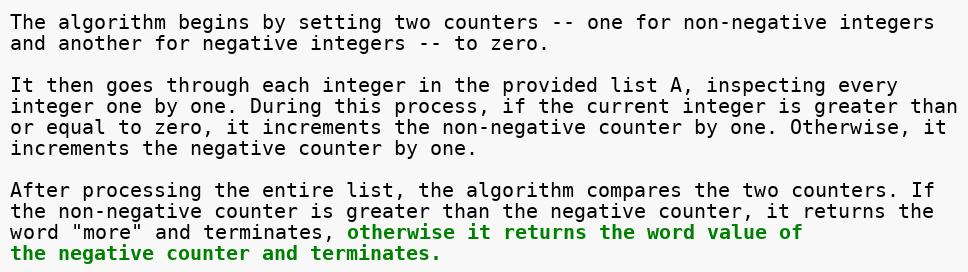 The algorithm begins by setting two counters -- one for non-negative integers
and another for negative integers -- to zero.
It then goes through each integer in the provided list A, inspecting every
integer one by one. During this process, if the current integer is greater than
or equal to zero, it increments the non-negative counter by one. Otherwise, it
increments the negative counter by one.
After processing the entire list, the algorithm compares the two counters. If
the non-negative counter is greater than the negative counter, it returns the
word "more" and terminates, otherwise it returns the word value of
the negative counter and terminates.